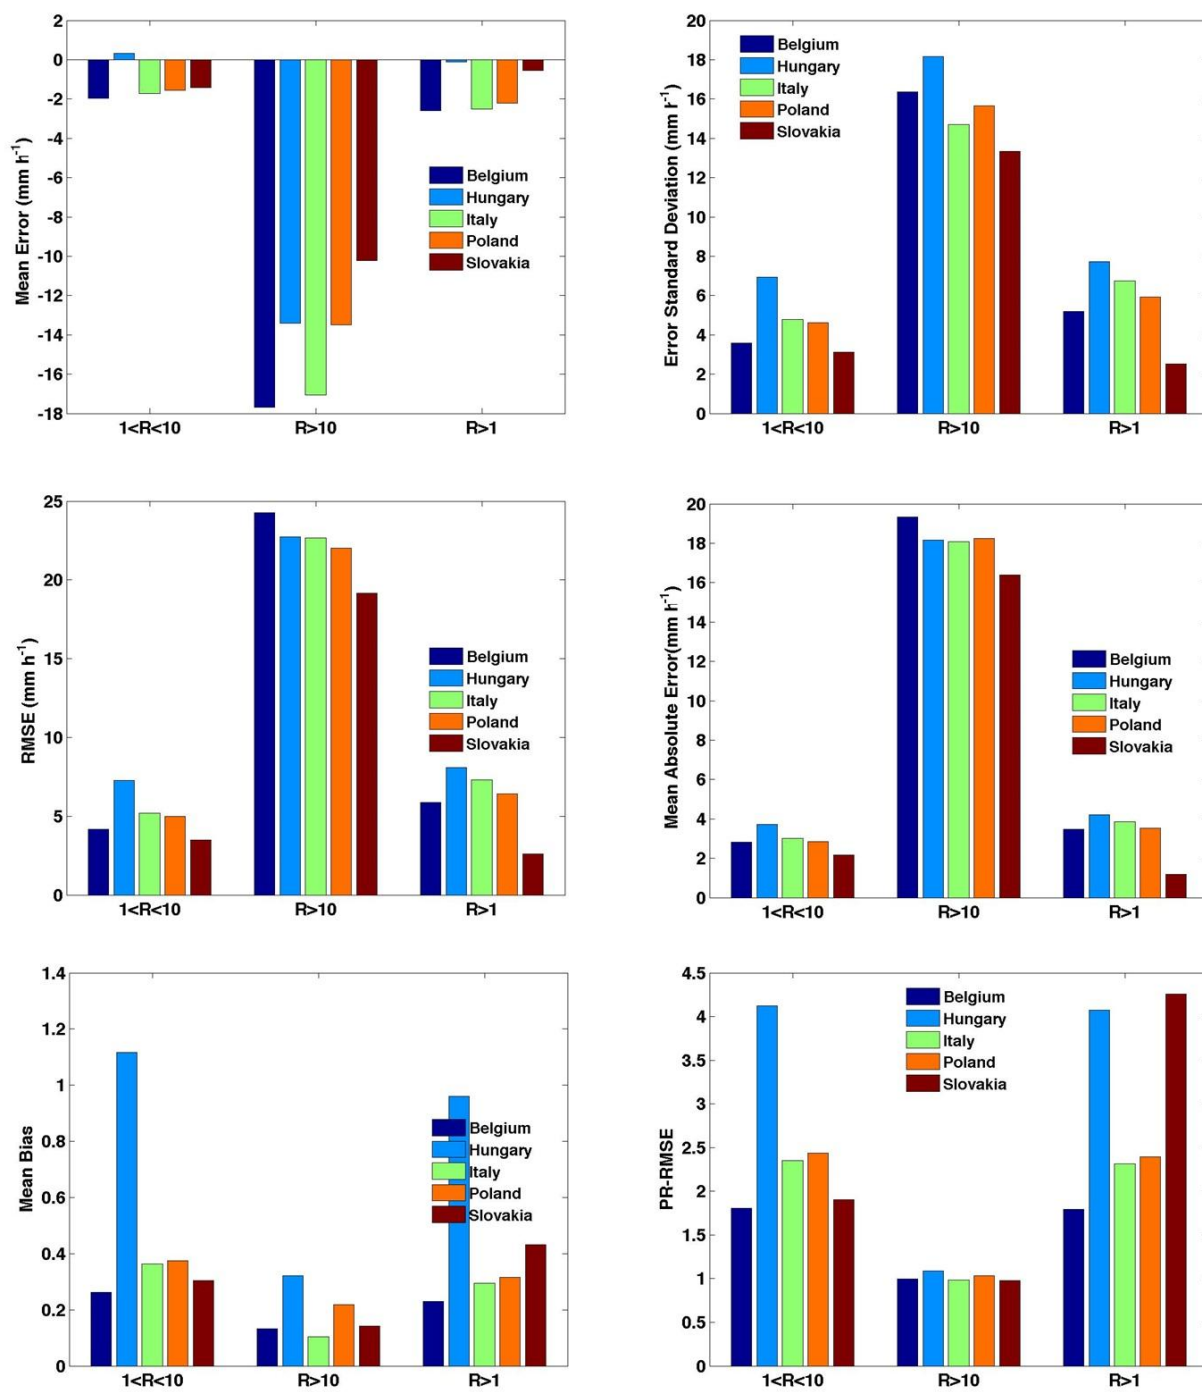 2
0
-2
-4
-6
-8
-10
-12
-14
-16
-18
Mean Error (mm h⁻¹)
Belgium
Hungary
Italy
Poland
Slovakia
1<R<10 R>10 R>1
20
18
16
14
12
10
8
6
4
2
0
Error Standard Deviation (mm h⁻¹)
Belgium
Hungary
Italy
Poland
Slovakia
1<R<10 R>10 R>1
25
20
15
10
5
0
RMSE (mm h⁻¹)
Belgium
Hungary
Italy
Poland
Slovakia
1<R<10 R>10 R>1
20
18
16
14
12
10
8
6
4
2
0
Mean Absolute Error(mm h⁻¹)
Belgium
Hungary
Italy
Poland
Slovakia
1<R<10 R>10 R>1
1.4
1.2
1
0.8
0.6
0.4
0.2
0
Mean Bias
Belgium
Hungary
Italy
Poland
Slovakia
1<R<10 R>10 R>1
4.5
4
3.5
3
2.5
2
1.5
1
0.5
0
PR-RMSE
Belgium
Hungary
Italy
Poland
Slovakia
1<R<10 R>10 R>1